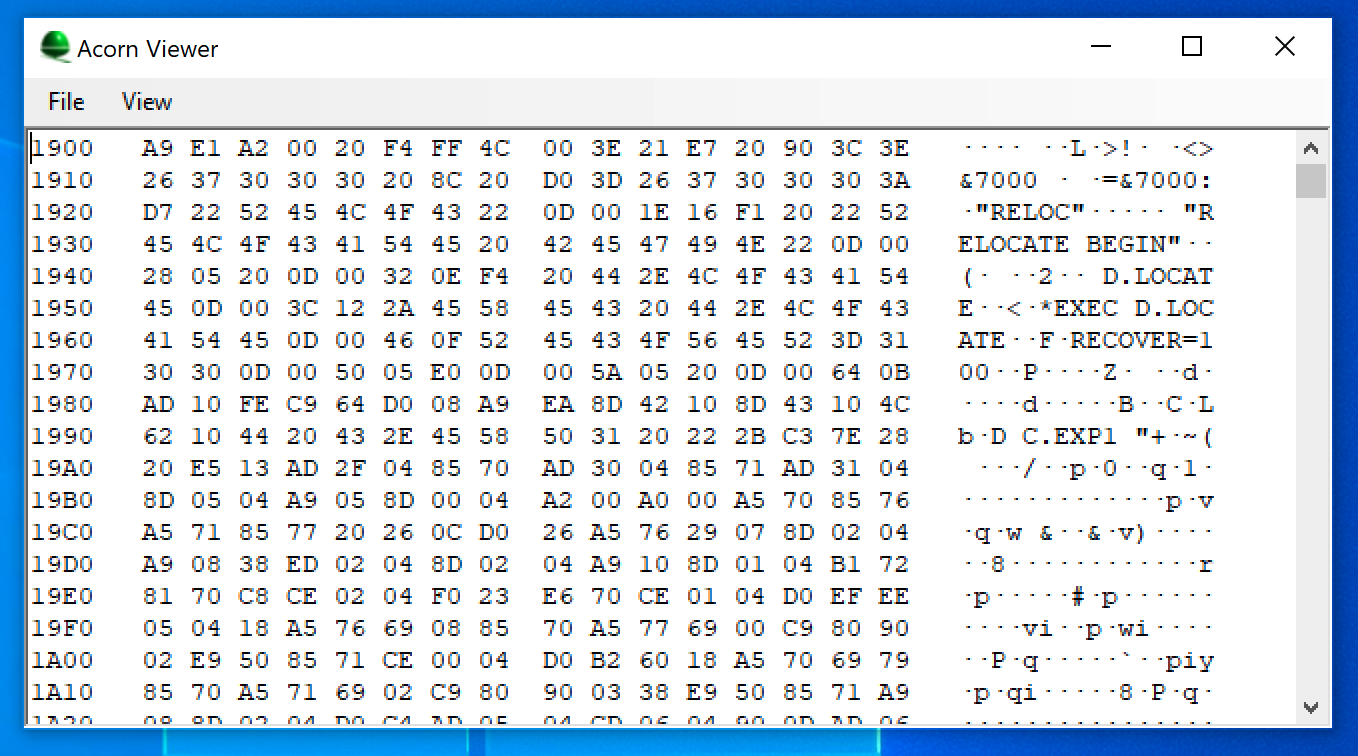 Acorn Viewer
File View
1900 A9 E1 A2 00 20 F4 FF 4C 00 3E 21 E7 20 90 3C 3E ···· ··L·>!· ·<>
1910 26 37 30 30 30 20 8C 20 D0 3D 26 37 30 30 30 3A &7000 · ·=&7000:
1920 D7 22 52 45 4C 4F 43 22 0D 00 1E 16 F1 20 22 52 ·"RELOC"····· "R
1930 45 4C 4F 43 41 54 45 20 42 45 47 49 4E 22 0D 00 ELOCATE BEGIN"··
1940 28 05 20 0D 00 32 0E F4 20 44 2E 4C 4F 43 41 54 (· ··2·· D.LOCAT
1950 45 0D 00 3C 12 2A 45 58 45 43 20 44 2E 4C 4F 43 E··<·*EXEC D.LOC
1960 41 54 45 0D 00 46 0F 52 45 43 4F 56 45 52 3D 31 ATE··F·RECOVER=1
1970 30 30 0D 00 50 05 E0 0D 00 5A 05 20 0D 00 64 0B 00··P····Z· ··d·
1980 AD 10 FE C9 64 D0 08 A9 EA 8D 42 10 8D 43 10 4C ····d·····B··C·L
1990 62 10 44 20 43 2E 45 58 50 31 20 22 2B C3 7E 28 b·D C.EXP1 "+·~(
19A0 20 E5 13 AD 2F 04 85 70 AD 30 04 85 71 AD 31 04  ···/··p·0··q·1·
19B0 8D 05 04 A9 05 8D 00 04 A2 00 A0 00 A5 70 85 76 ·············p·v
19C0 A5 71 85 77 20 26 0C D0 26 A5 76 29 07 8D 02 04 ·q·w &··&·v)····
19D0 A9 08 38 ED 02 04 8D 02 04 A9 10 8D 01 04 B1 72 ··8············r
19E0 81 70 C8 CE 02 04 F0 23 E6 70 CE 01 04 D0 EF EE ·p·····#·p······
19F0 05 04 18 A5 76 69 08 85 70 A5 77 69 00 C9 80 90 ····vi··p·wi····
1A00 02 E9 50 85 71 CE 00 04 D0 B2 60 18 A5 70 69 79 ··P·q·····`··piy
1A10 85 70 A5 71 69 02 C9 80 90 03 38 E9 50 85 71 A9 ·p·qi·····8·P·q·
1A20 08 8D 02 04 D0 C4 AD 05 04 CD 06 04 90 0D AD 06 ················